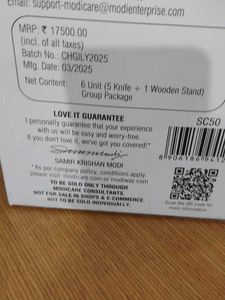 Email: support-modicare@modienterprise.com
MRP: ₹ 17500.00
(incl. of all taxes)
Batch No: CHGILY2025
Mfg. Date: 03/2025
Net Content: 6 Unit (5 Knife + 1 Wooden Stand)
Group Package
LOVE IT GUARANTEE
I personally guarantee that your experience
with us will be easy and worry-free.
If you don't love it, we've got you covered!*
SAMIR KRISHAN MODI
*As per company policy, conditions apply.
please visit - modicare.com or modiway.com
TO BE SOLD ONLY THROUGH
MODICARE CONSULTANTS
NOT FOR SALE IN SHOPS & E-COMMERCE.
NOT TO BE SOLD INDIVIDUALLY.
SC50
8 906186 9412
Scan the QR code for
more information